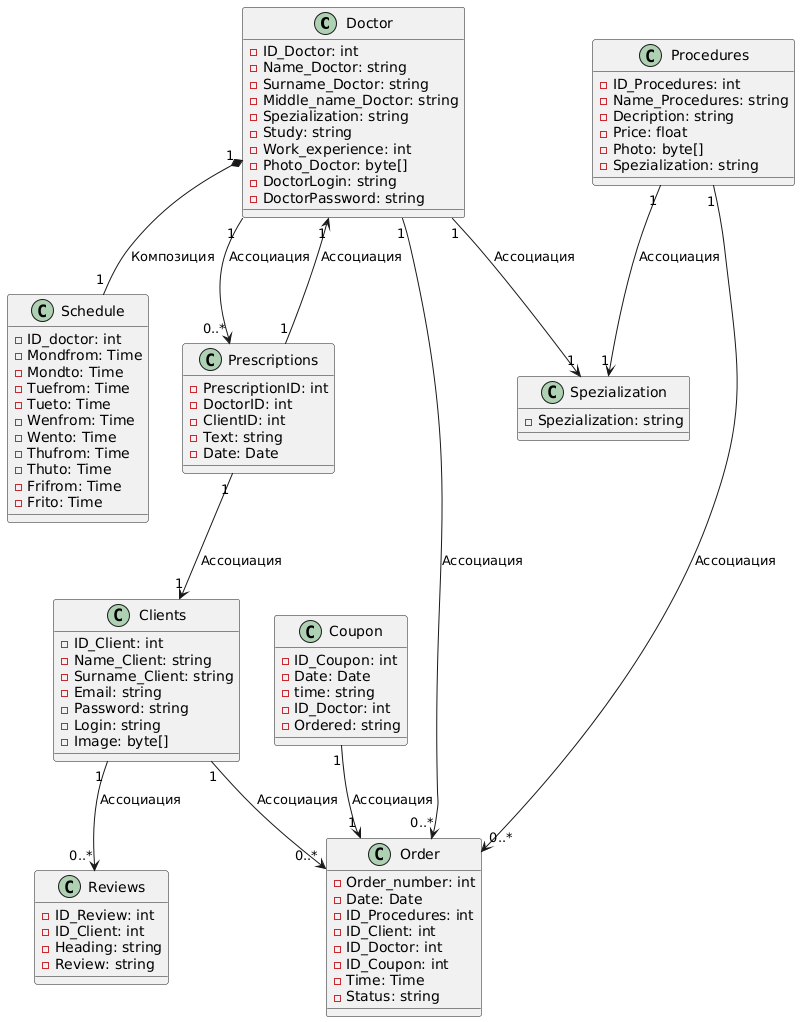 Doctor
ID_Doctor: int
Name_Doctor: string
Surname_Doctor: string
Middle_name_Doctor: string
Spezialization: string
Study: string
Work_experience: int
Photo_Doctor: byte[]
DoctorLogin: string
DoctorPassword: string
Procedures
ID_Procedures: int
Name_Procedures: string
Decription: string
Price: float
Photo: byte[]
Spezialization: string
1
1
1
1
1
1
1
Композиция
Ассоциация
Ассоциация
Ассоциация
Ассоциация
1
0..*
1
1
1
Schedule
ID_doctor: int
Mondfrom: Time
Mondto: Time
Tuefrom: Time
Tueto: Time
Wenfrom: Time
Wento: Time
Thufrom: Time
Thuto: Time
Frifrom: Time
Frito: Time
Prescriptions
PrescriptionID: int
DoctorID: int
ClientID: int
Text: string
Date: Date
Spezialization
Spezialization: string
1
Ассоциация
Ассоциация
Ассоциация
1
Clients
ID_Client: int
Name_Client: string
Surname_Client: string
Email: string
Password: string
Login: string
Image: byte[]
Coupon
ID_Coupon: int
Date: Date
time: string
ID_Doctor: int
Ordered: string
1
1
1
Ассоциация
Ассоциация
Ассоциация
0..*
0..*
1
0..*
0..*
Reviews
ID_Review: int
ID_Client: int
Heading: string
Review: string
Order
Order_number: int
Date: Date
ID_Procedures: int
ID_Client: int
ID_Doctor: int
ID_Coupon: int
Time: Time
Status: string